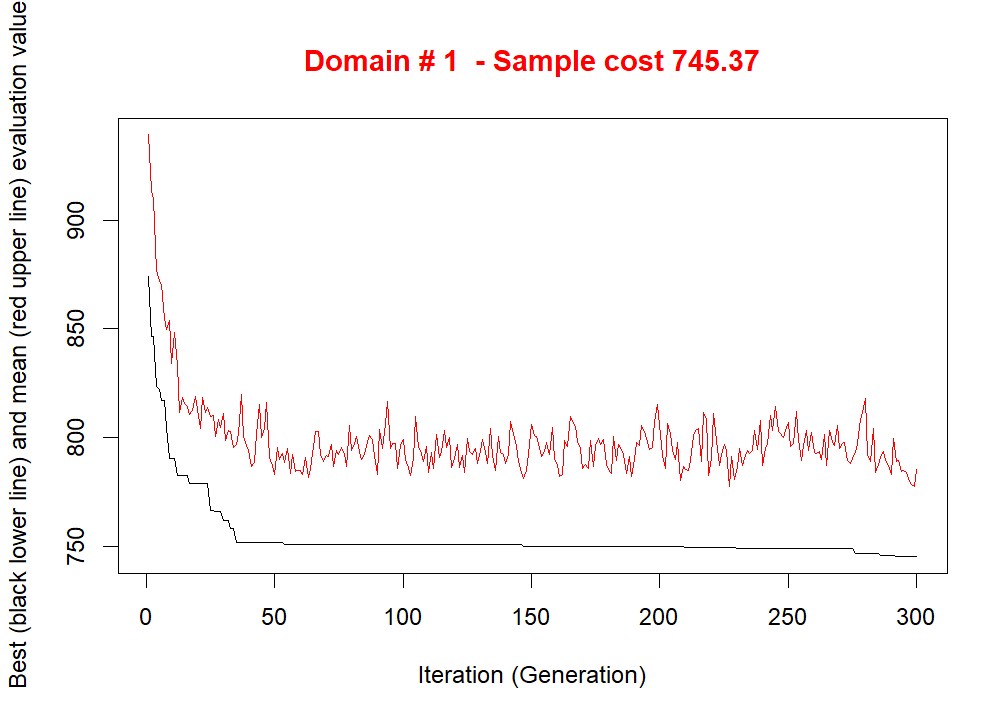 Domain # 1  - Sample cost 745.37
Best (black lower line) and mean (red upper line) evaluation value
900
850
800
750
0 50 100 150 200 250 300
Iteration (Generation)